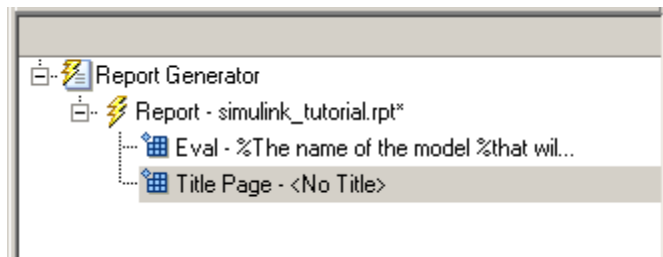 Report Generator
Report - simulink_tutorial.rpt*
Eval - %The name of the model %that wil...
Title Page - <No Title>